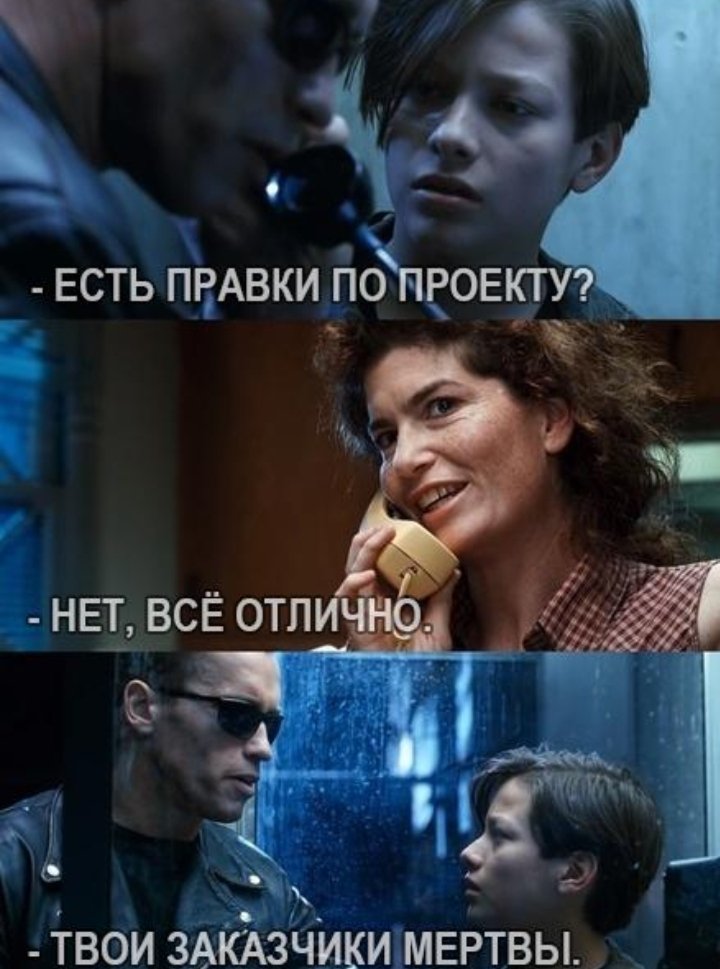 - ЕСТЬ ПРАВКИ ПО ПРОЕКТУ?
- НЕТ, ВСЁ ОТЛИЧНО.
- ТВОИ ЗАКАЗЧИКИ МЕРТВЫ.